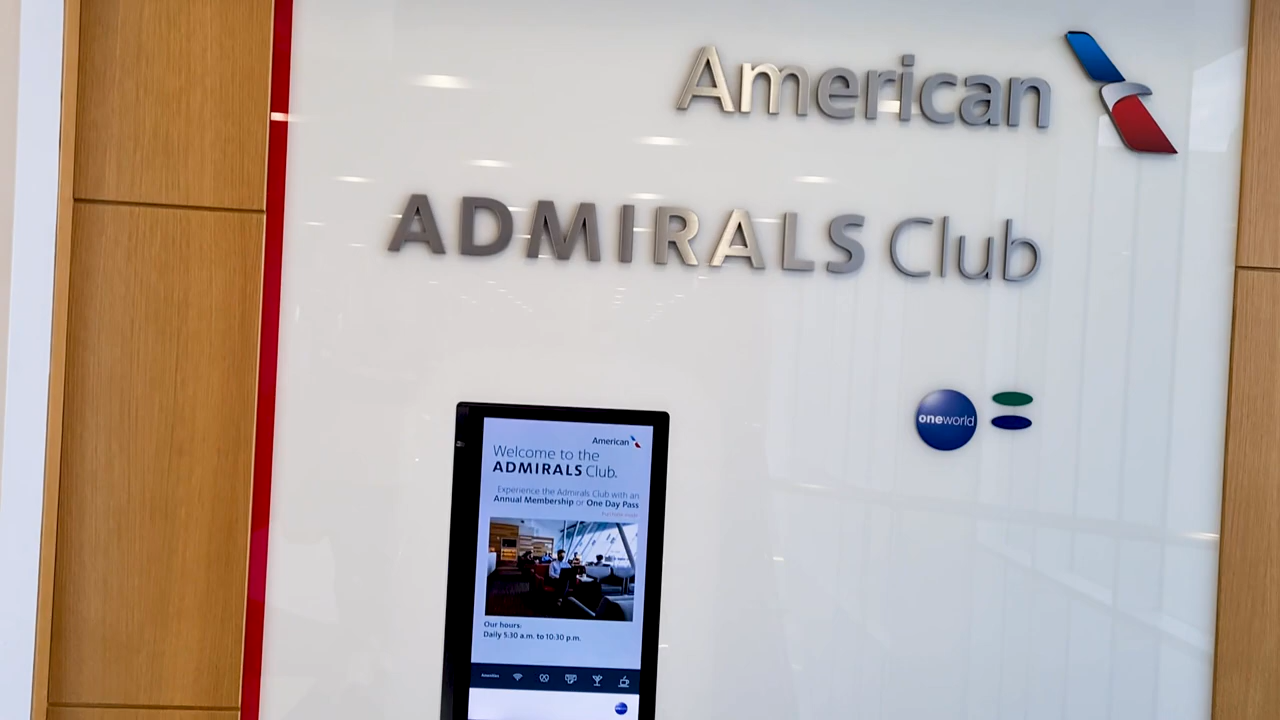 American
ADMIRALS Club
oneworld
American
Welcome to the
ADMIRALS Club.
Experience the Admirals Club with an
Annual Membership or One Day Pass
Our hours:
Daily 5:30 a.m. to 10:30 p.m.
Amenities